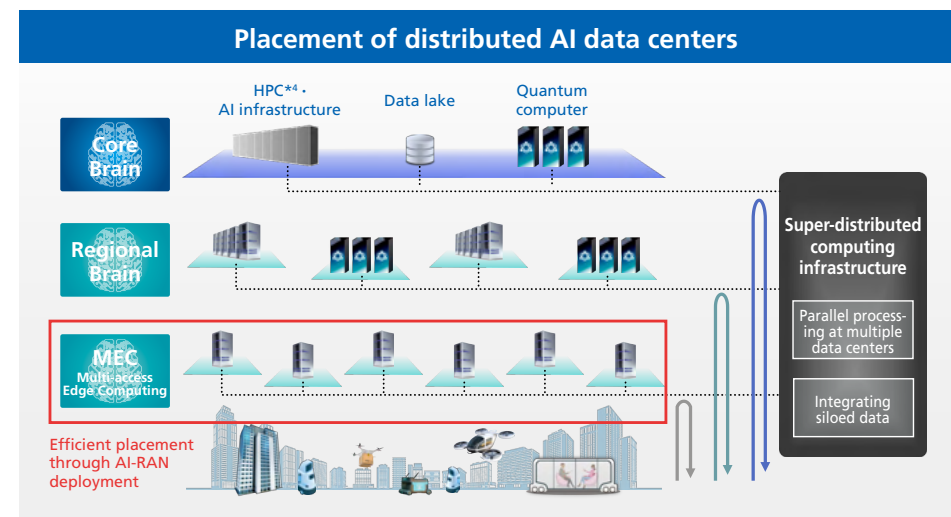 Placement of distributed AI data centers
HPC*4・
AI infrastructure
Data lake
Quantum
computer
Core
Brain
Super-distributed
computing
infrastructure
Regional
Brain
Parallel process-
ing at multiple
data centers
MEC
Multi-access
Edge Computing
Integrating
siloed data
Efficient placement
through AI-RAN
deployment